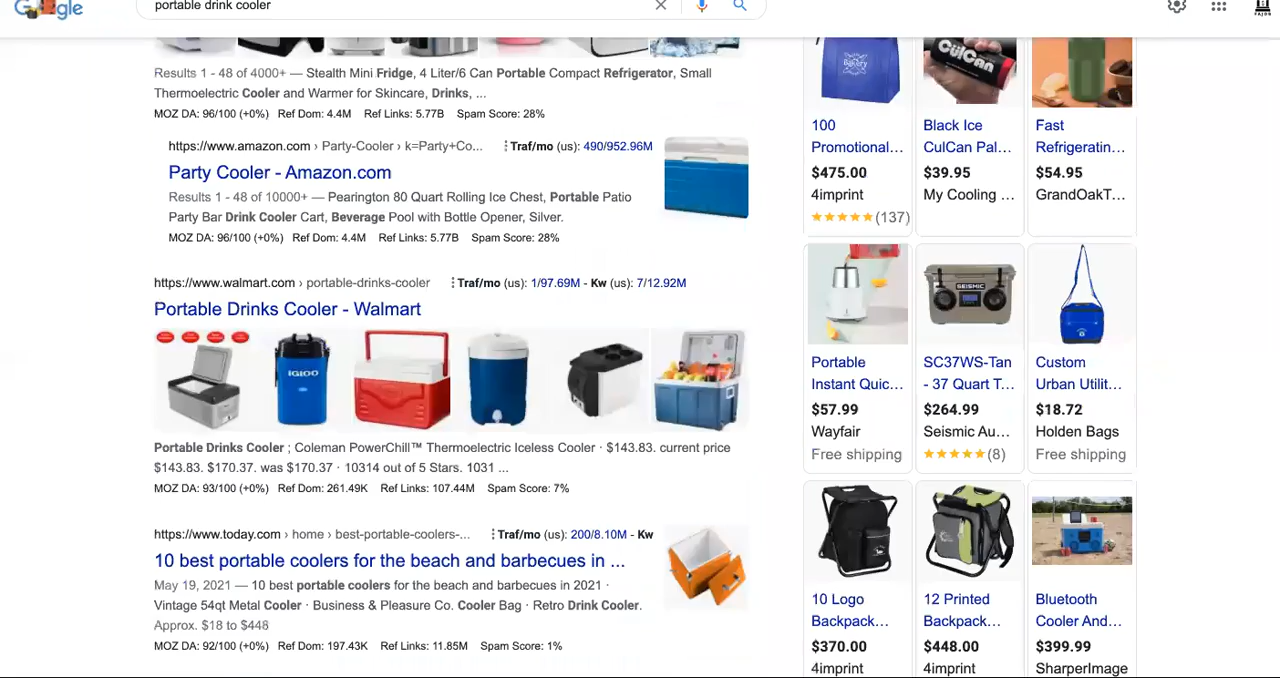 Google
portable drink cooler
Results 1 - 48 of 4000+ — Stealth Mini Fridge, 4 Liter/6 Can Portable Compact Refrigerator, Small
Thermoelectric Cooler and Warmer for Skincare, Drinks, ...
MOZ DA: 96/100 (+0%) Ref Dom: 4.4M Ref Links: 5.77B Spam Score: 28%
https://www.amazon.com › Party-Cooler › k=Party+Co... Traf/mo (us): 490/952.96M
Party Cooler - Amazon.com
Results 1 - 48 of 10000+ — Pearington 80 Quart Rolling Ice Chest, Portable Patio
Party Bar Drink Cooler Cart, Beverage Pool with Bottle Opener, Silver.
MOZ DA: 96/100 (+0%) Ref Dom: 4.4M Ref Links: 5.77B Spam Score: 28%
https://www.walmart.com › portable-drinks-cooler Traf/mo (us): 1/97.69M - Kw (us): 7/12.92M
Portable Drinks Cooler - Walmart
IGLOO
Portable Drinks Cooler ; Coleman PowerChill™ Thermoelectric Iceless Cooler · $143.83. current price
$143.83. $170.37. was $170.37 · 10314 out of 5 Stars. 1031 ...
MOZ DA: 93/100 (+0%) Ref Dom: 261.49K Ref Links: 107.44M Spam Score: 7%
https://www.today.com › home › best-portable-coolers-... Traf/mo (us): 200/8.10M - Kw
10 best portable coolers for the beach and barbecues in ...
May 19, 2021 — 10 best portable coolers for the beach and barbecues in 2021 ·
Vintage 54qt Metal Cooler · Business & Pleasure Co. Cooler Bag · Retro Drink Cooler.
Approx. $18 to $448
MOZ DA: 92/100 (+0%) Ref Dom: 197.43K Ref Links: 11.85M Spam Score: 1%
Bakery
100
Promotional...
$475.00
4imprint
(137)
CülCan
Black Ice
CulCan Pal...
$39.95
My Cooling ...
Fast
Refrigeratin...
$54.95
GrandOakT...
Portable
Instant Quic...
$57.99
Wayfair
Free shipping
SEISMIC
SC37WS-Tan
- 37 Quart T...
$264.99
Seismic Au...
(8)
Custom
Urban Utilit...
$18.72
Holden Bags
Free shipping
10 Logo
Backpack...
$370.00
4imprint
12 Printed
Backpack...
$448.00
4imprint
Bluetooth
Cooler And...
$399.99
SharperImage